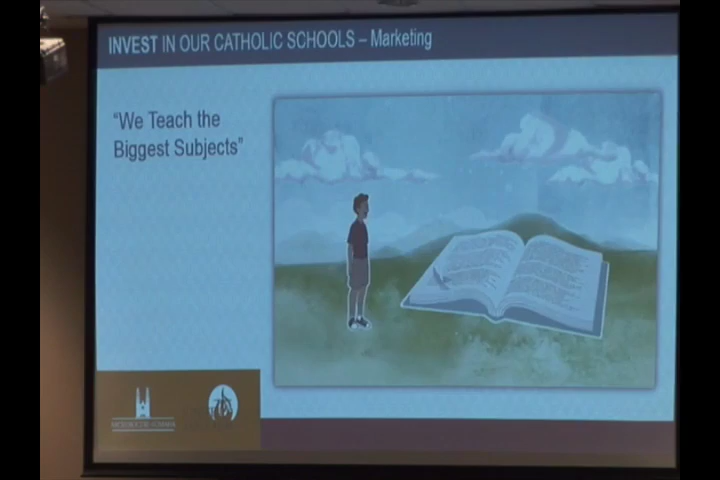 INVEST IN OUR CATHOLIC SCHOOLS – Marketing
“We Teach the
Biggest Subjects”